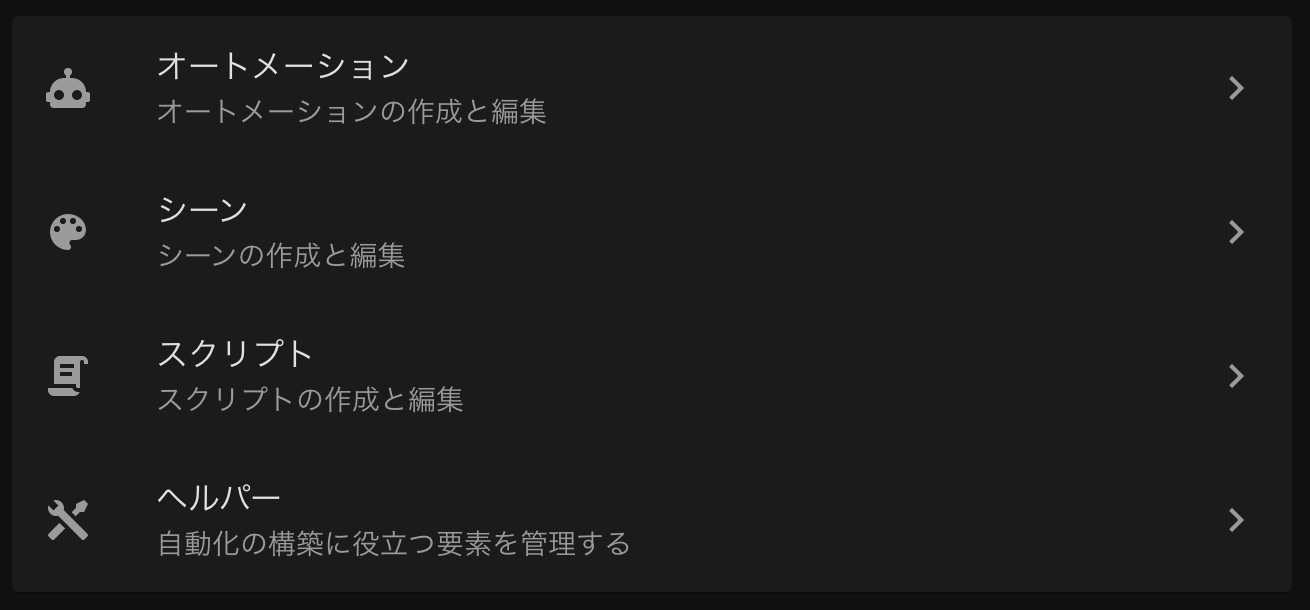 オートメーション
オートメーションの作成と編集
シーン
シーンの作成と編集
スクリプト
スクリプトの作成と編集
ヘルパー
自動化の構築に役立つ要素を管理する